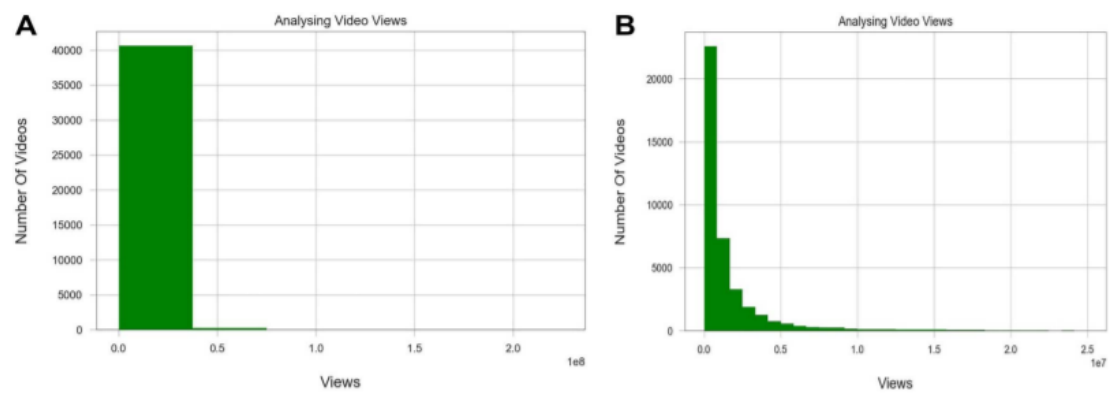 A
Analysing Video Views
40000
35000
30000
25000
20000
15000
10000
5000
0
Number Of Videos
0.0 0.5 1.0 1.5 2.0
1e8
Views
B
Analysing Video Views
20000
15000
10000
5000
0
Number Of Videos
0.0 0.5 1.0 1.5 2.0 2.5
1e7
Views